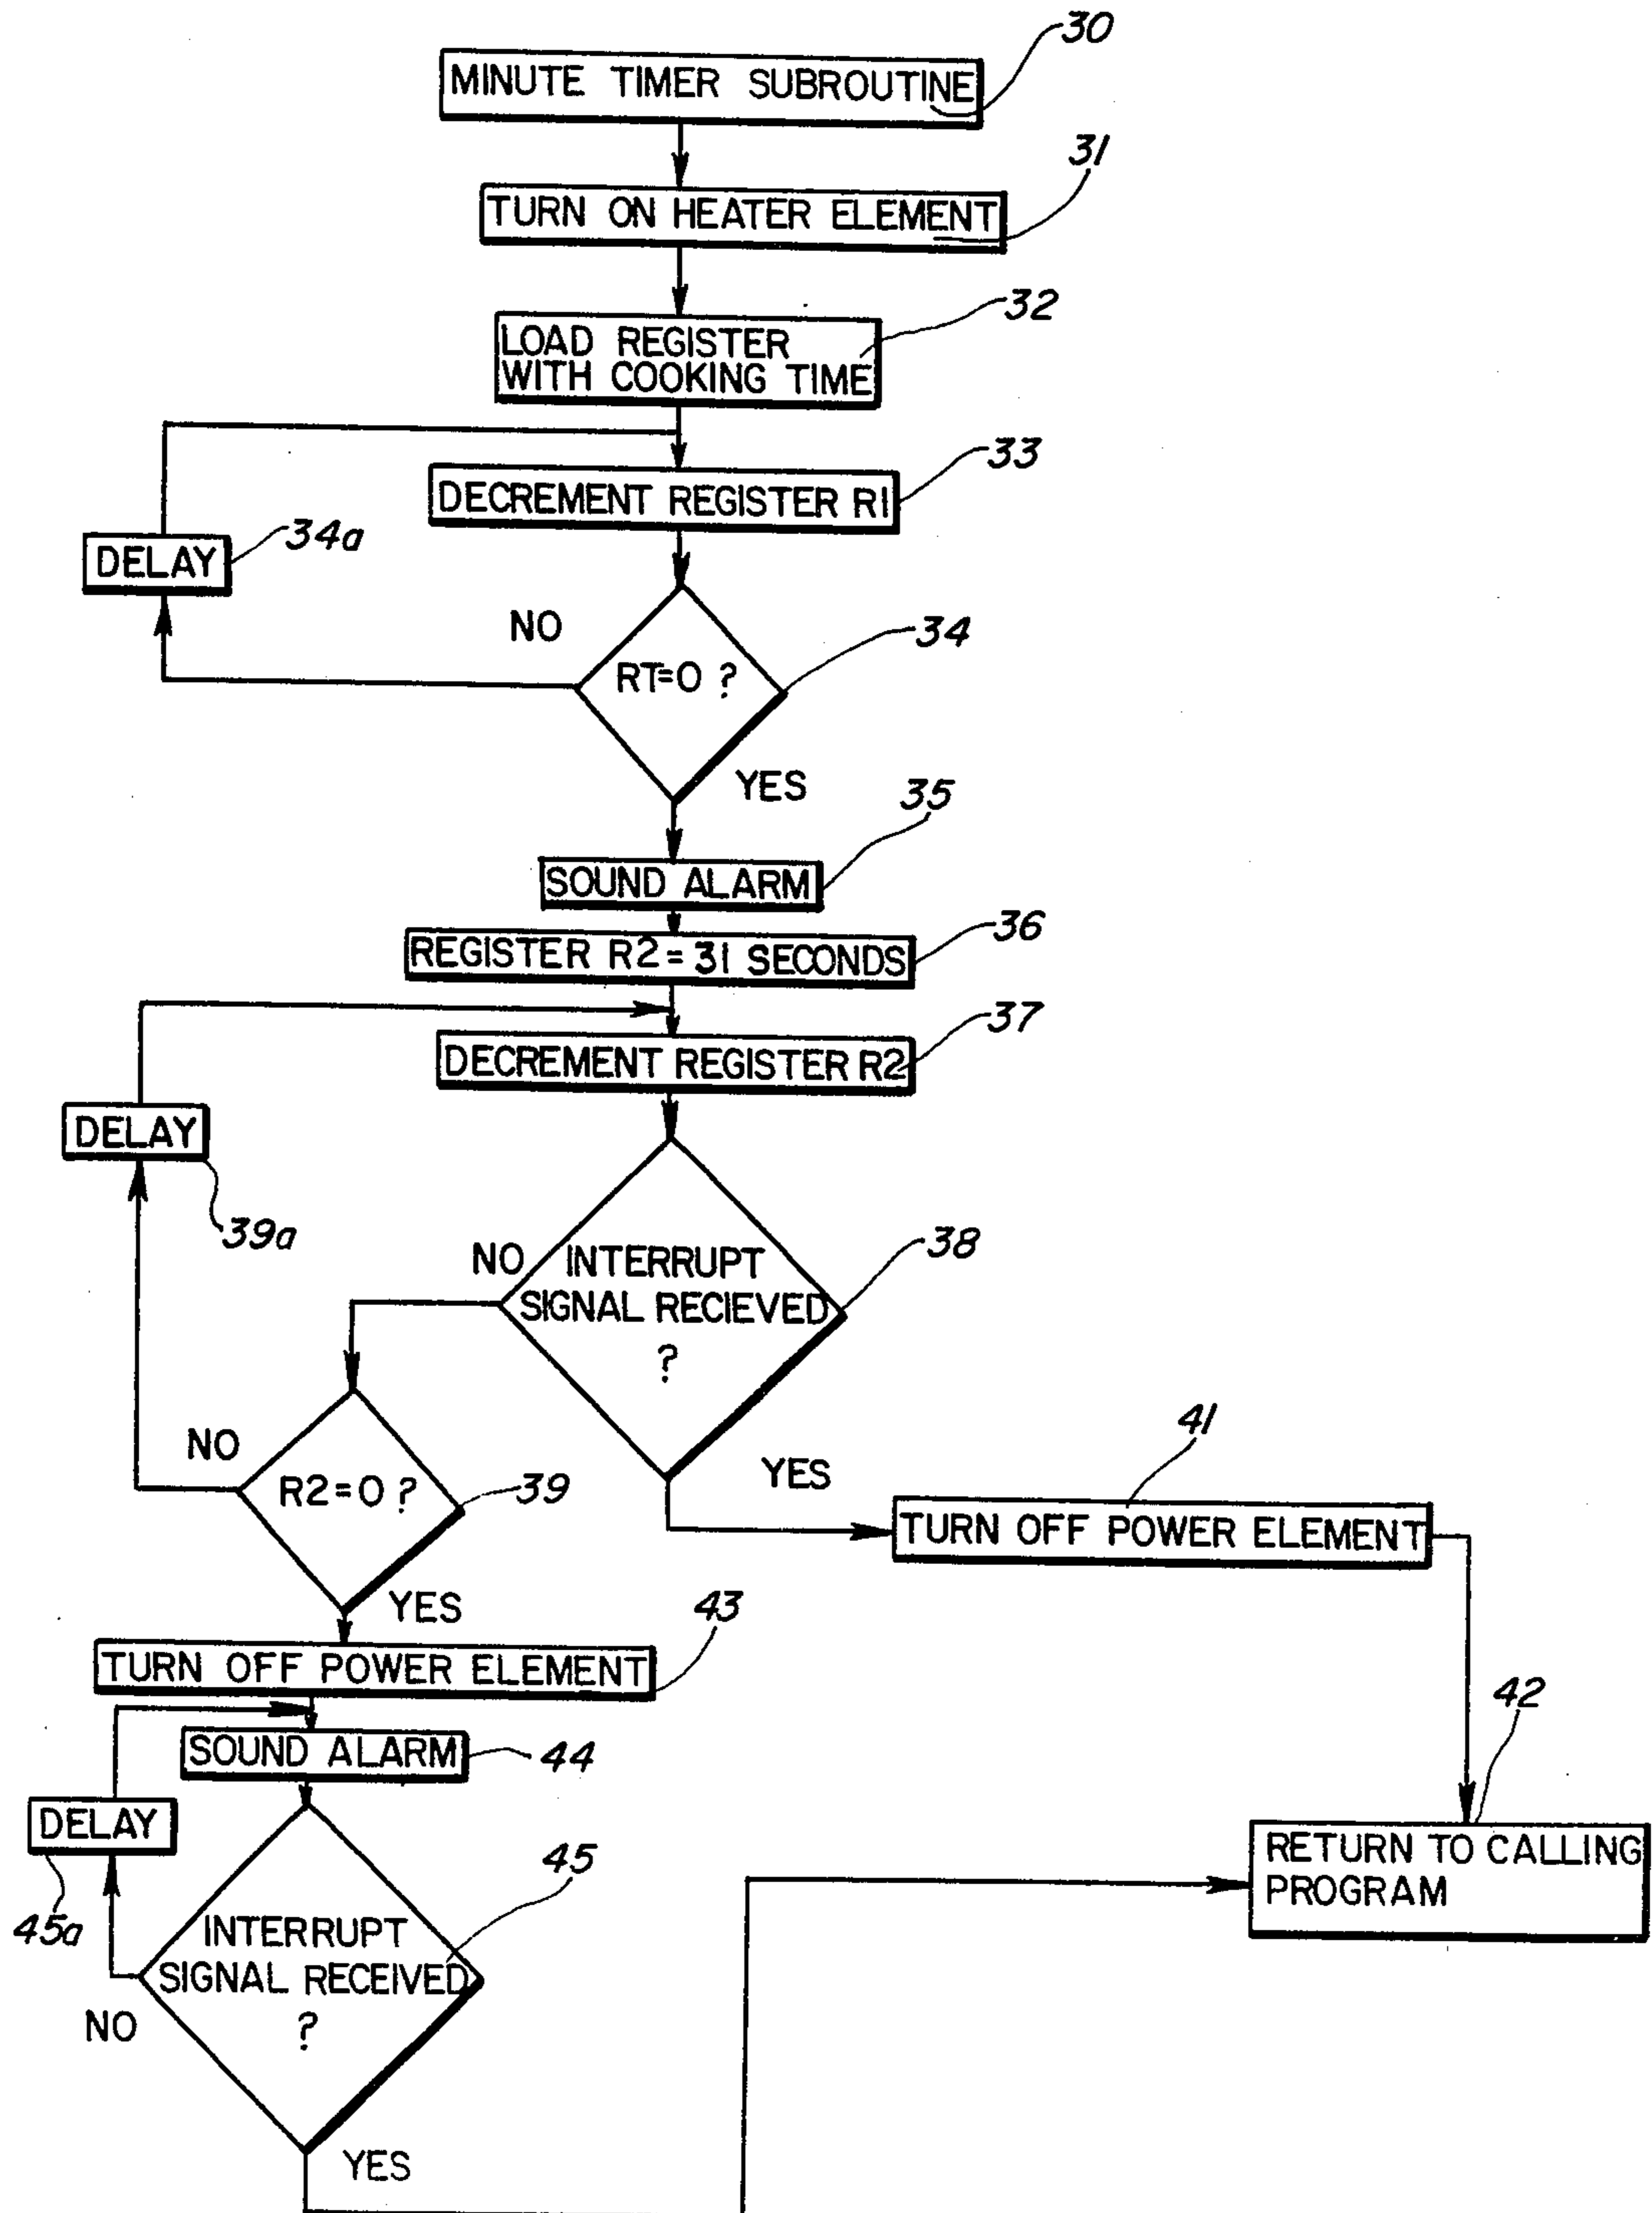 30
MINUTE TIMER SUBROUTINE
31
TURN ON HEATER ELEMENT
32
LOAD REGISTER
WITH COOKING TIME
33
DECREMENT REGISTER R1
34a
DELAY
NO
34
RT=0 ?
YES
35
SOUND ALARM
36
REGISTER R2 = 31 SECONDS
37
DECREMENT REGISTER R2
DELAY
39a
38
NO
INTERRUPT
SIGNAL RECIEVED
?
41
NO
YES
R2 = 0 ?
39
TURN OFF POWER ELEMENT
YES
43
TURN OFF POWER ELEMENT
42
SOUND ALARM
44
DELAY
RETURN TO CALLING
PROGRAM
45
45a
INTERRUPT
SIGNAL RECEIVED
?
NO
YES